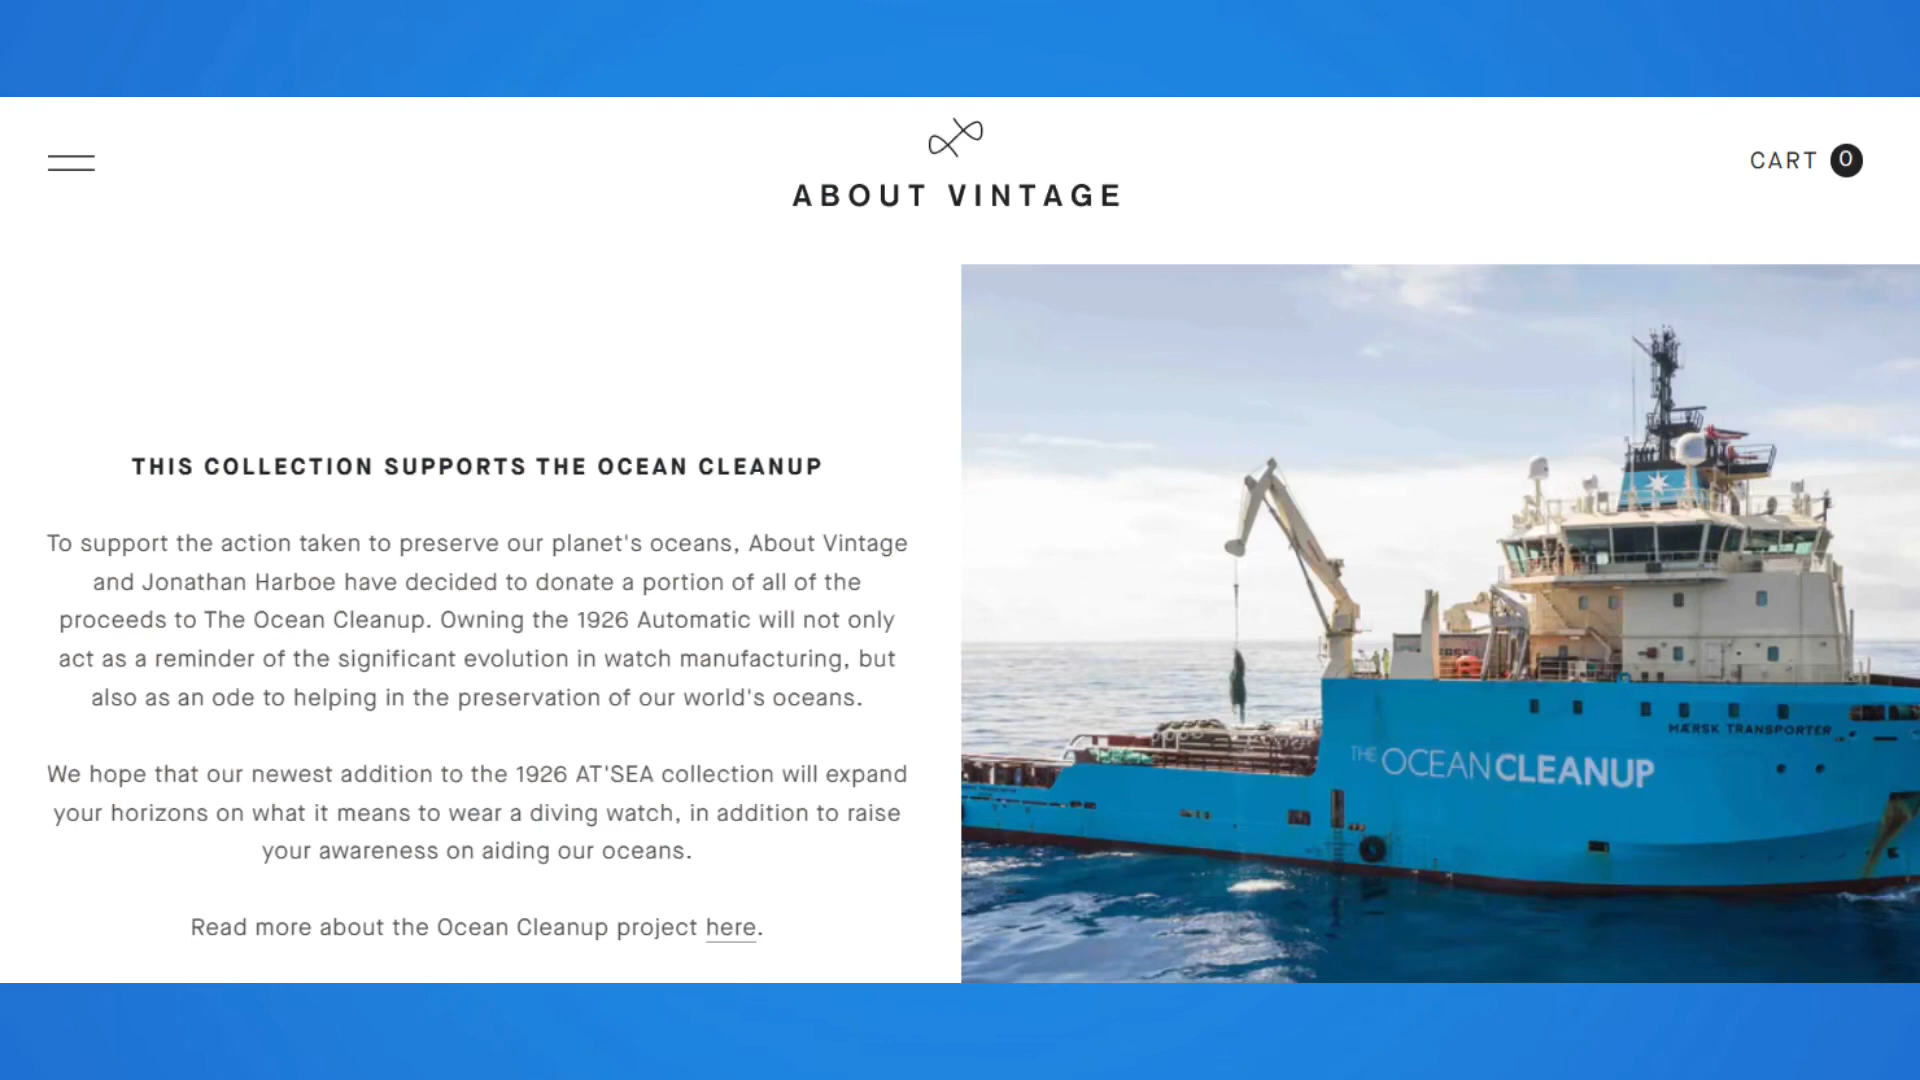 ABOUT VINTAGE
CART 0
THIS COLLECTION SUPPORTS THE OCEAN CLEANUP
To support the action taken to preserve our planet's oceans, About Vintage
and Jonathan Harboe have decided to donate a portion of all of the
proceeds to The Ocean Cleanup. Owning the 1926 Automatic will not only
act as a reminder of the significant evolution in watch manufacturing, but
also as an ode to helping in the preservation of our world's oceans.
We hope that our newest addition to the 1926 AT'SEA collection will expand
your horizons on what it means to wear a diving watch, in addition to raise
your awareness on aiding our oceans.
Read more about the Ocean Cleanup project here.
MÆRSK TRANSPORTER
THE OCEANCLEANUP